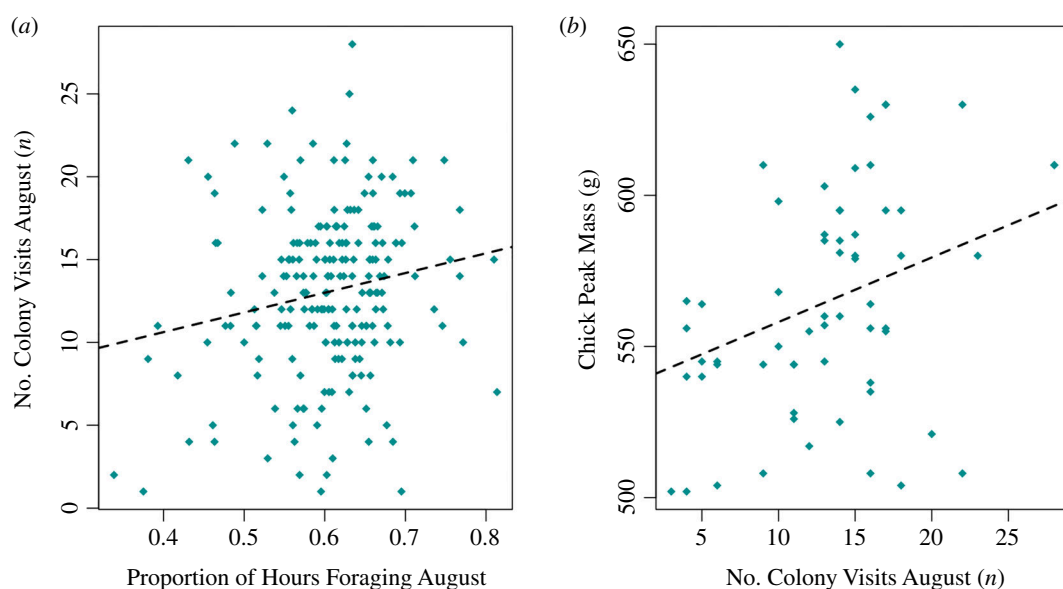 (a)
No. Colony Visits August (n)
25
20
15
10
5
0
0.4 0.5 0.6 0.7 0.8
Proportion of Hours Foraging August
(b)
Chick Peak Mass (g)
650
600
550
500
5 10 15 20 25
No. Colony Visits August (n)